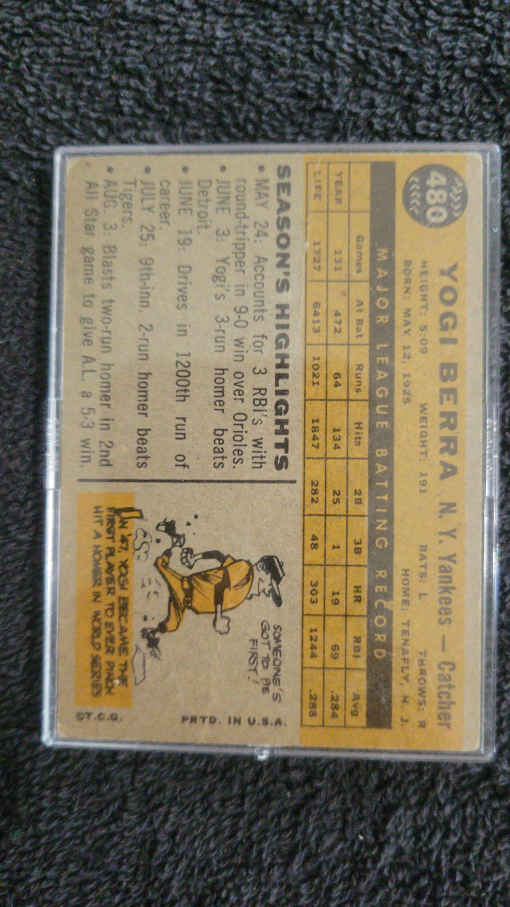 480
YOGI BERRA N. Y. Yankees — Catcher
HEIGHT: 5:09 WEIGHT: 191 BATS: L THROWS: R
BORN: MAY 12, 1925 HOME: TENAFLY, N. J.
MAJOR LEAGUE BATTING RECORD
Games At Bat Runs Hits 2B 3B HR RBI Avg
YEAR 131 472 64 134 25 1 19 69 .284
LIFE 1727 6413 1021 1847 282 48 303 1244 .288
SEASON'S HIGHLIGHTS
• MAY 24: Accounts for 3 RBI's with
round-tripper in 9-0 win over Orioles.
• JUNE 3: Yogi's 3-run homer beats
Detroit.
• JUNE 19: Drives in 1200th run of
career.
• JULY 25: 9th-inn. 2-run homer beats
Tigers.
• AUG. 3: Blasts two-run homer in 2nd
All Star game to give A.L. a 5-3 win.
SOMEONE'S
GOT TO BE
FIRST!
IN '47, YOGI BECAME THE
FIRST PLAYER TO EVER PINCH
HIT A HOMER IN WORLD SERIES
©T.C.G. PRTD. IN U.S.A.